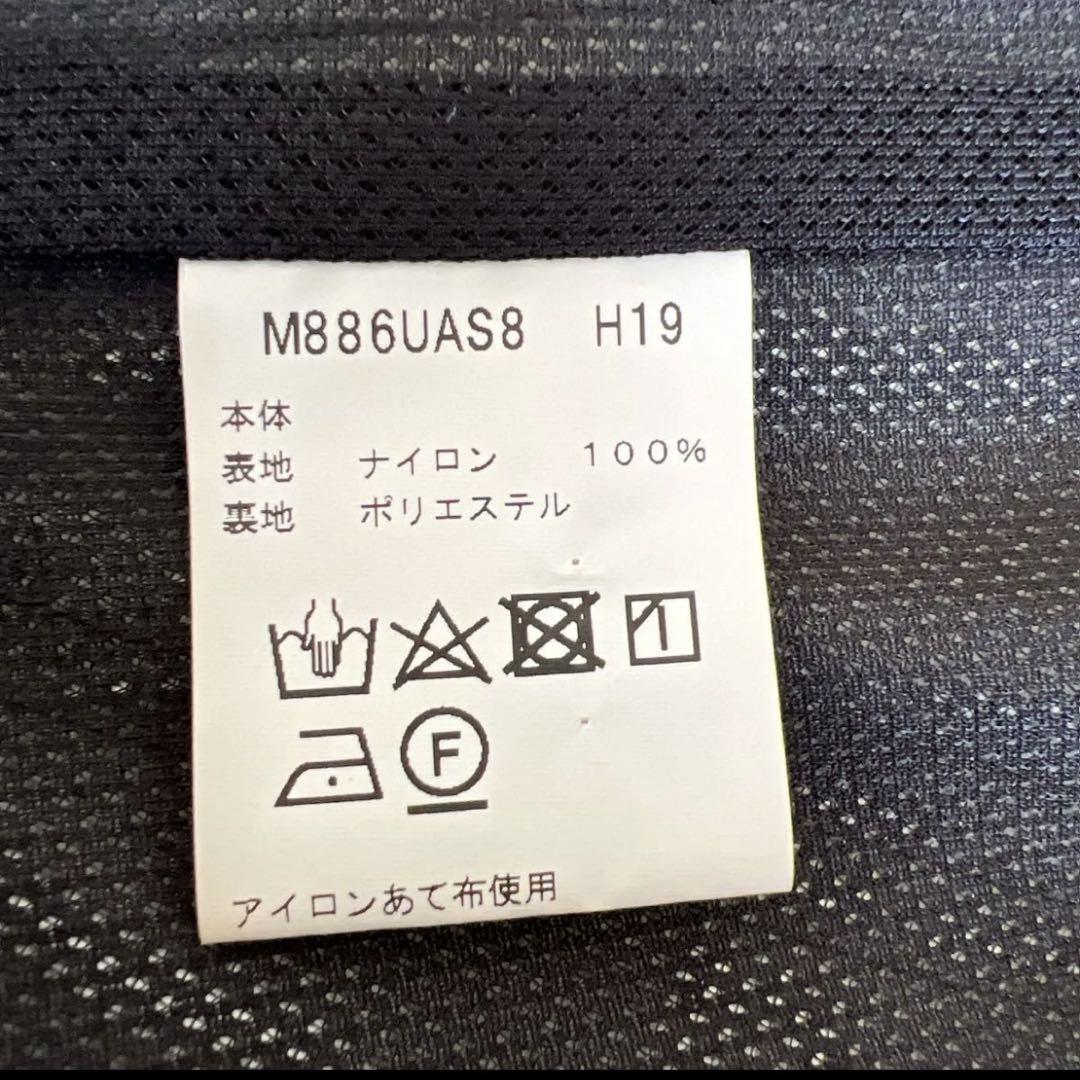 M886UAS8 H19
本体
表地 ナイロン 100%
裏地 ポリエステル
F
アイロンあて布使用